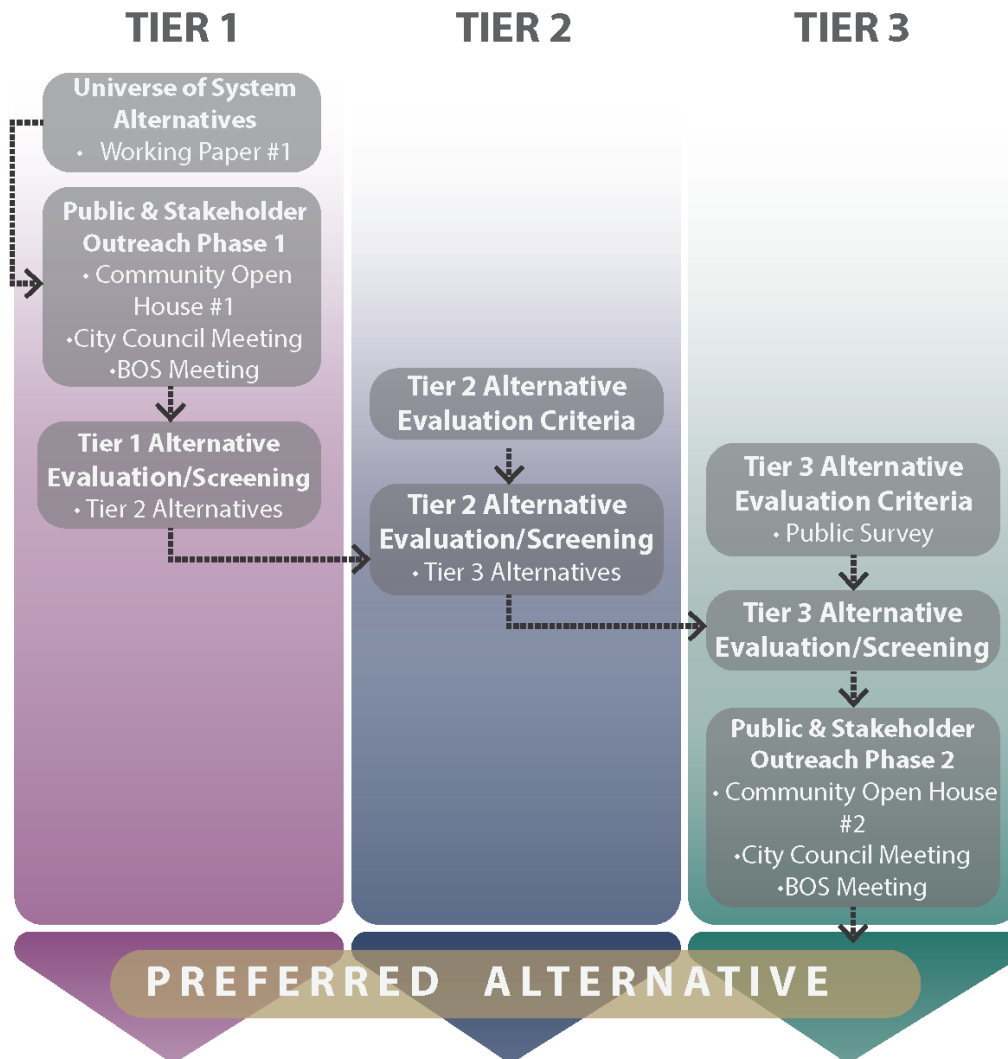 TIER 1
TIER 2
TIER 3
Universe of System
Alternatives
• Working Paper #1
Public & Stakeholder
Outreach Phase 1
• Community Open
House #1
•City Council Meeting
•BOS Meeting
Tier 1 Alternative
Evaluation/Screening
• Tier 2 Alternatives
Tier 2 Alternative
Evaluation Criteria
Tier 2 Alternative
Evaluation/Screening
• Tier 3 Alternatives
Tier 3 Alternative
Evaluation Criteria
• Public Survey
Tier 3 Alternative
Evaluation/Screening
Public & Stakeholder
Outreach Phase 2
• Community Open House
#2
•City Council Meeting
•BOS Meeting
PREFERRED ALTERNATIVE